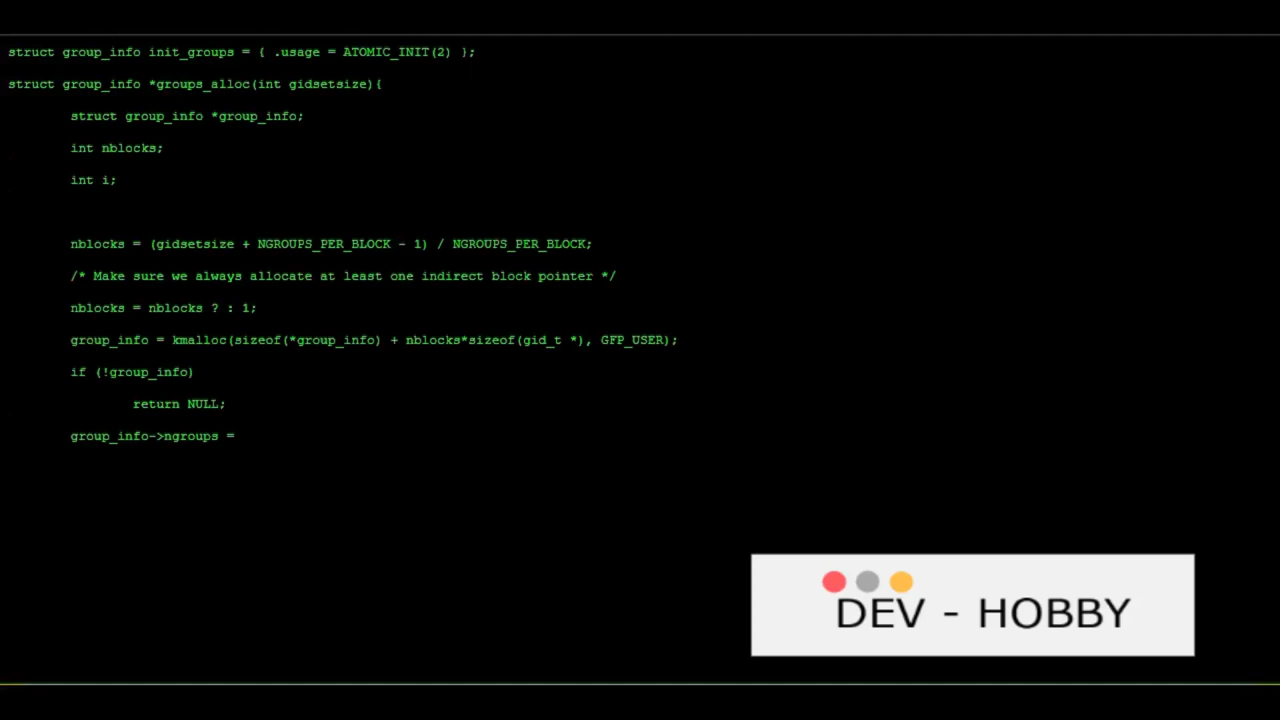 struct group_info init_groups = { .usage = ATOMIC_INIT(2) };
struct group_info *groups_alloc(int gidsetsize){
struct group_info *group_info;
int nblocks;
int i;
nblocks = (gidsetsize + NGROUPS_PER_BLOCK - 1) / NGROUPS_PER_BLOCK;
/* Make sure we always allocate at least one indirect block pointer */
nblocks = nblocks ? : 1;
group_info = kmalloc(sizeof(*group_info) + nblocks*sizeof(gid_t *), GFP_USER);
if (!group_info)
return NULL;
group_info->ngroups =
DEV - HOBBY